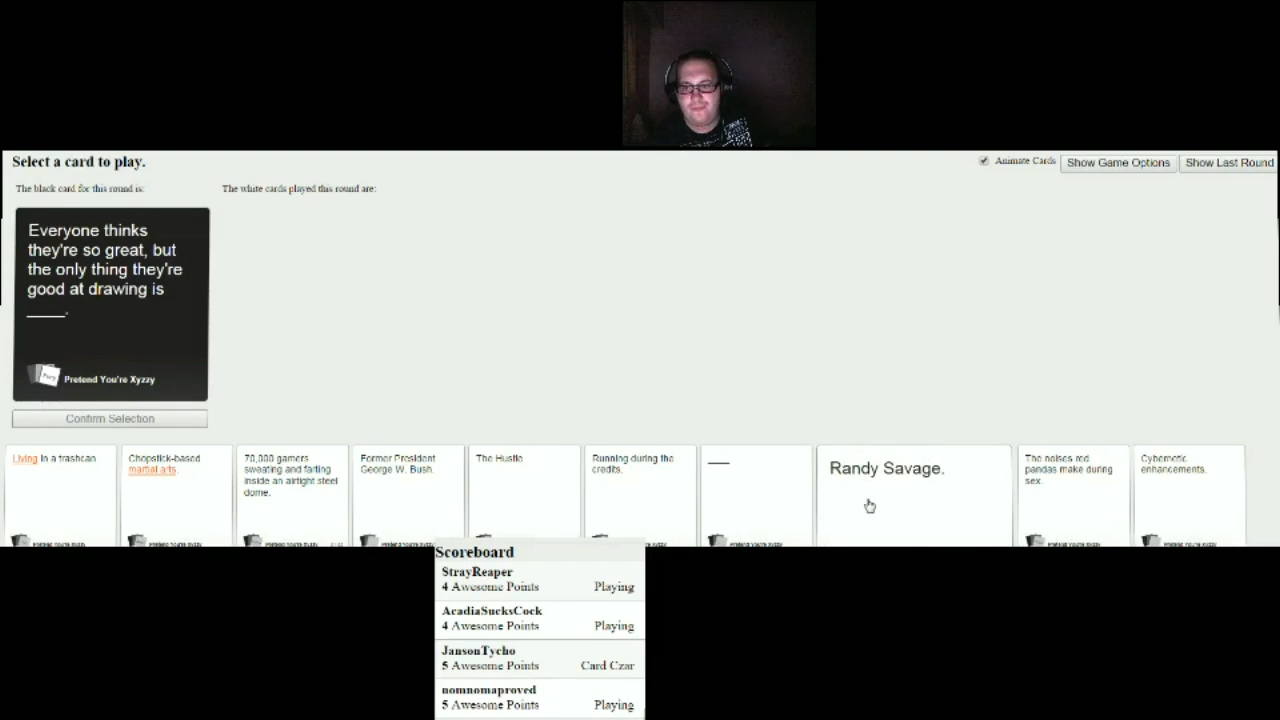 Select a card to play.
Animate Cards
Show Game Options
Show Last Round
The black card for this round is:
The white cards played this round are:
Everyone thinks
they're so great, but
the only thing they're
good at drawing is
_____.
Pretend You're Xyzzy
Confirm Selection
Living in a trashcan
Chopstick-based
martial arts.
70,000 gamers
sweating and farting
inside an airtight steel
dome.
Former President
George W. Bush.
The Hustle
Running during the
credits.
____
Randy Savage.
The noises red
pandas make during
sex.
Cybernetic
enhancements.
Scoreboard
StrayReaper
4 Awesome Points
Playing
AcadiaSucksCock
4 Awesome Points
Playing
JansonTycho
5 Awesome Points
Card Czar
nomnomaproved
5 Awesome Points
Playing